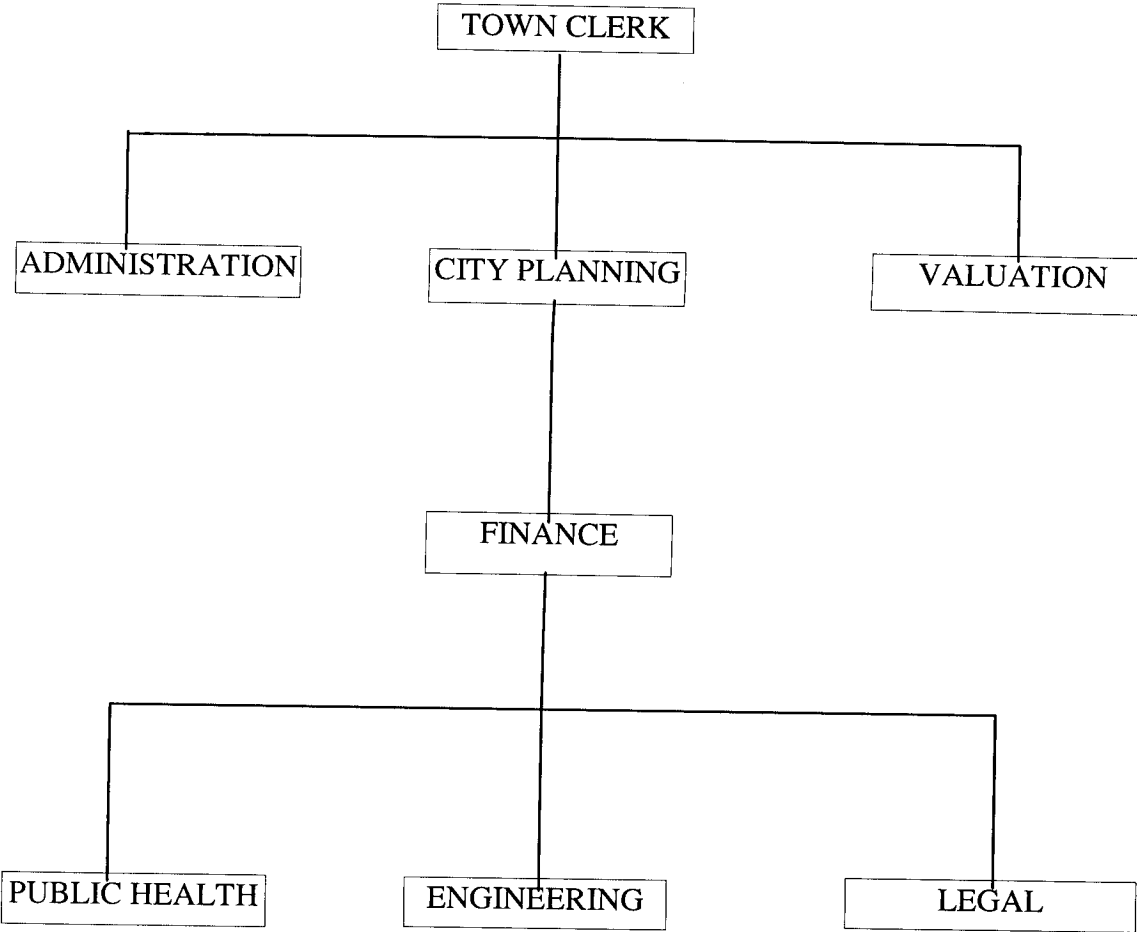 TOWN CLERK
ADMINISTRATION
CITY PLANNING
VALUATION
FINANCE
PUBLIC HEALTH
ENGINEERING
LEGAL